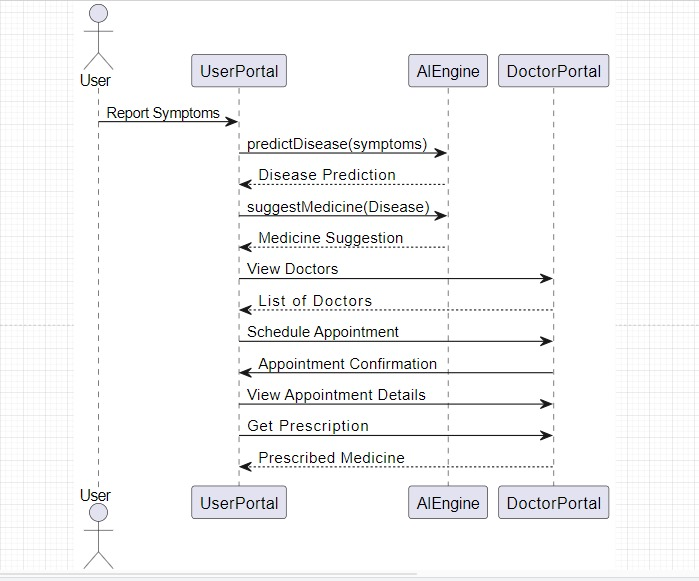 User
UserPortal
AIEngine
DoctorPortal
Report Symptoms
predictDisease(symptoms)
Disease Prediction
suggestMedicine(Disease)
Medicine Suggestion
View Doctors
List of Doctors
Schedule Appointment
Appointment Confirmation
View Appointment Details
Get Prescription
Prescribed Medicine
User
UserPortal
AIEngine
DoctorPortal